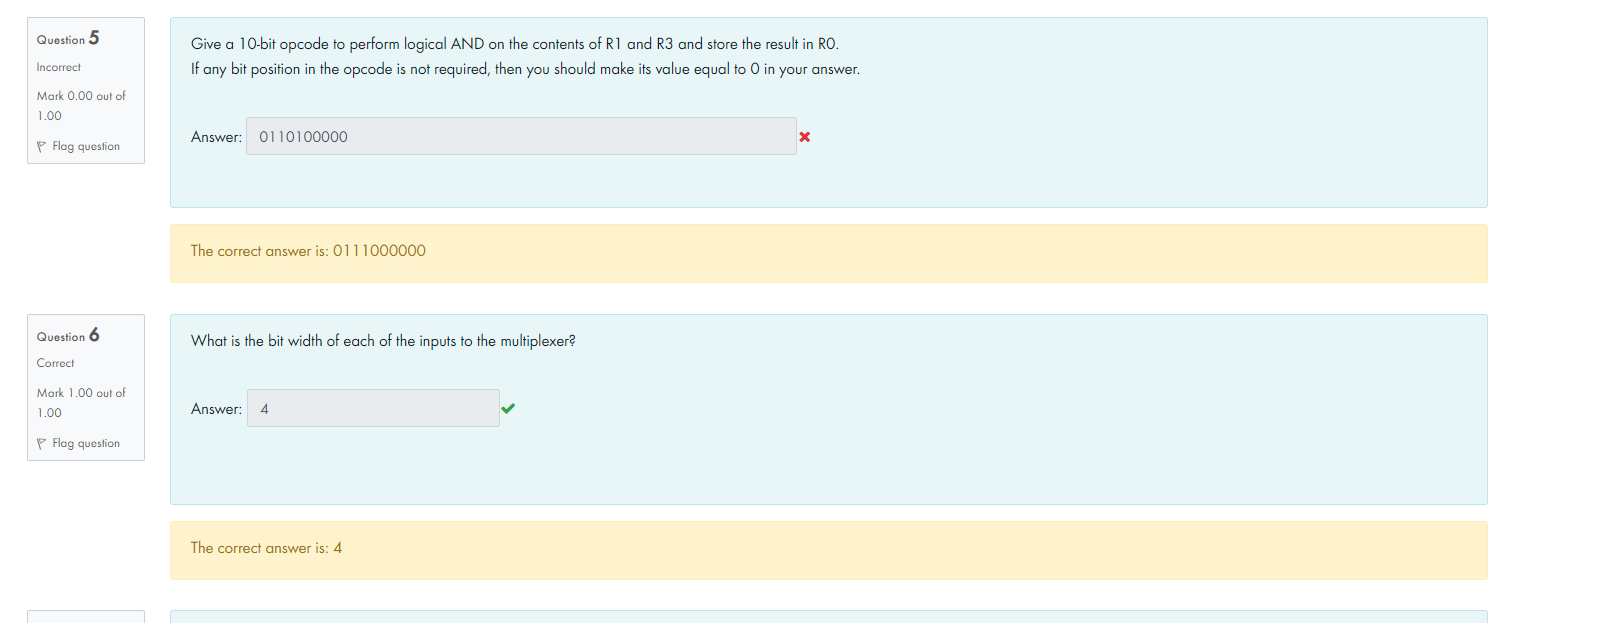 Question 5
Incorrect
Mark 0.00 out of
1.00
Flag question
Give a 10-bit opcode to perform logical AND on the contents of R1 and R3 and store the result in R0.
If any bit position in the opcode is not required, then you should make its value equal to 0 in your answer.
Answer: 0110100000
The correct answer is: 0111000000
Question 6
Correct
Mark 1.00 out of
1.00
Flag question
What is the bit width of each of the inputs to the multiplexer?
Answer: 4
The correct answer is: 4